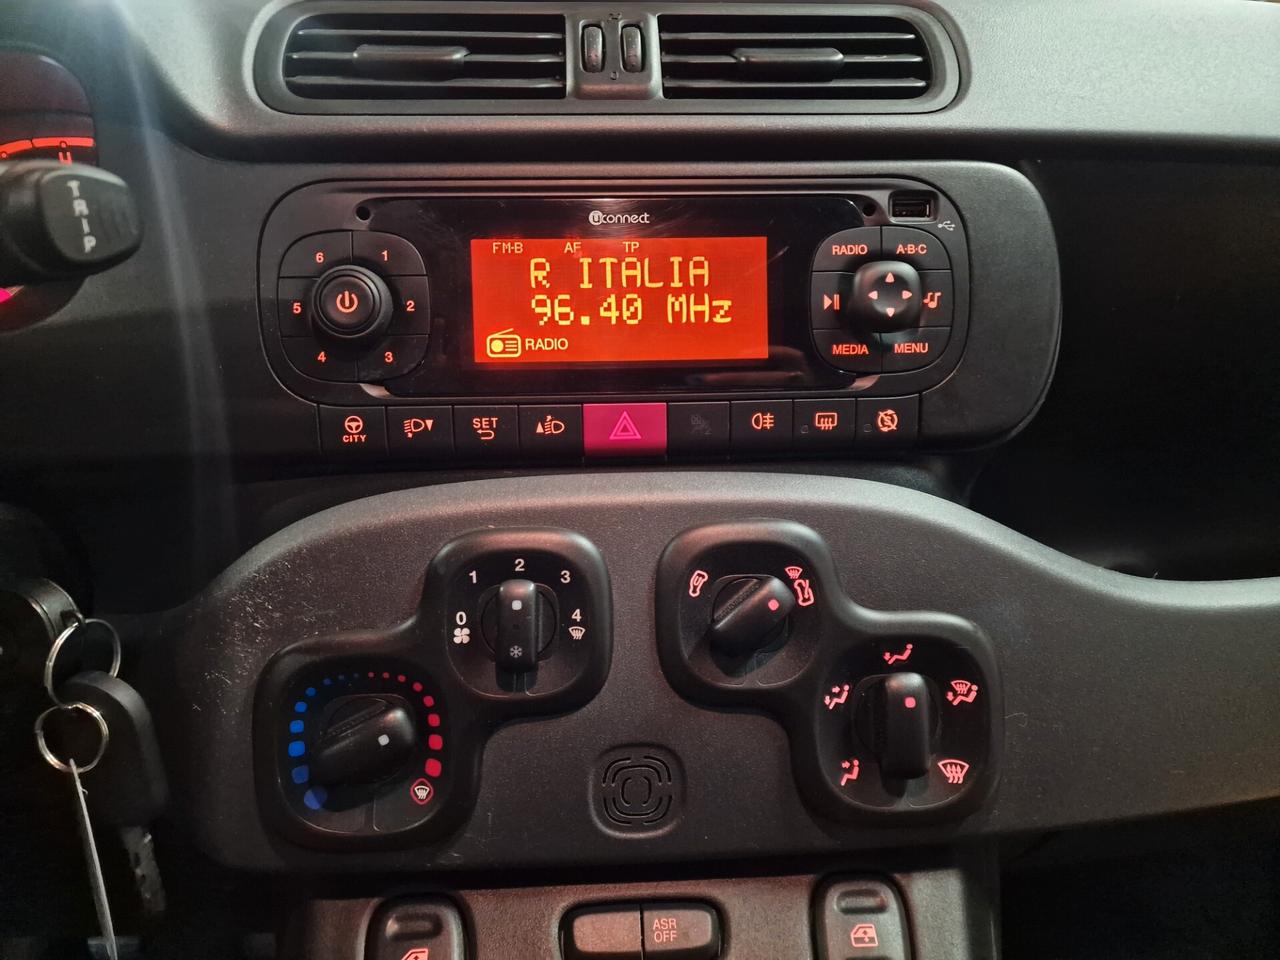 TRIP
uconnect
FM-B AF TP
R ITALIA
96.40 MHz
RADIO
6 1
5 2
4 3
RADIO A·B·C
MEDIA MENU
CITY
SET
1 2 3
0 4
ASR
OFF